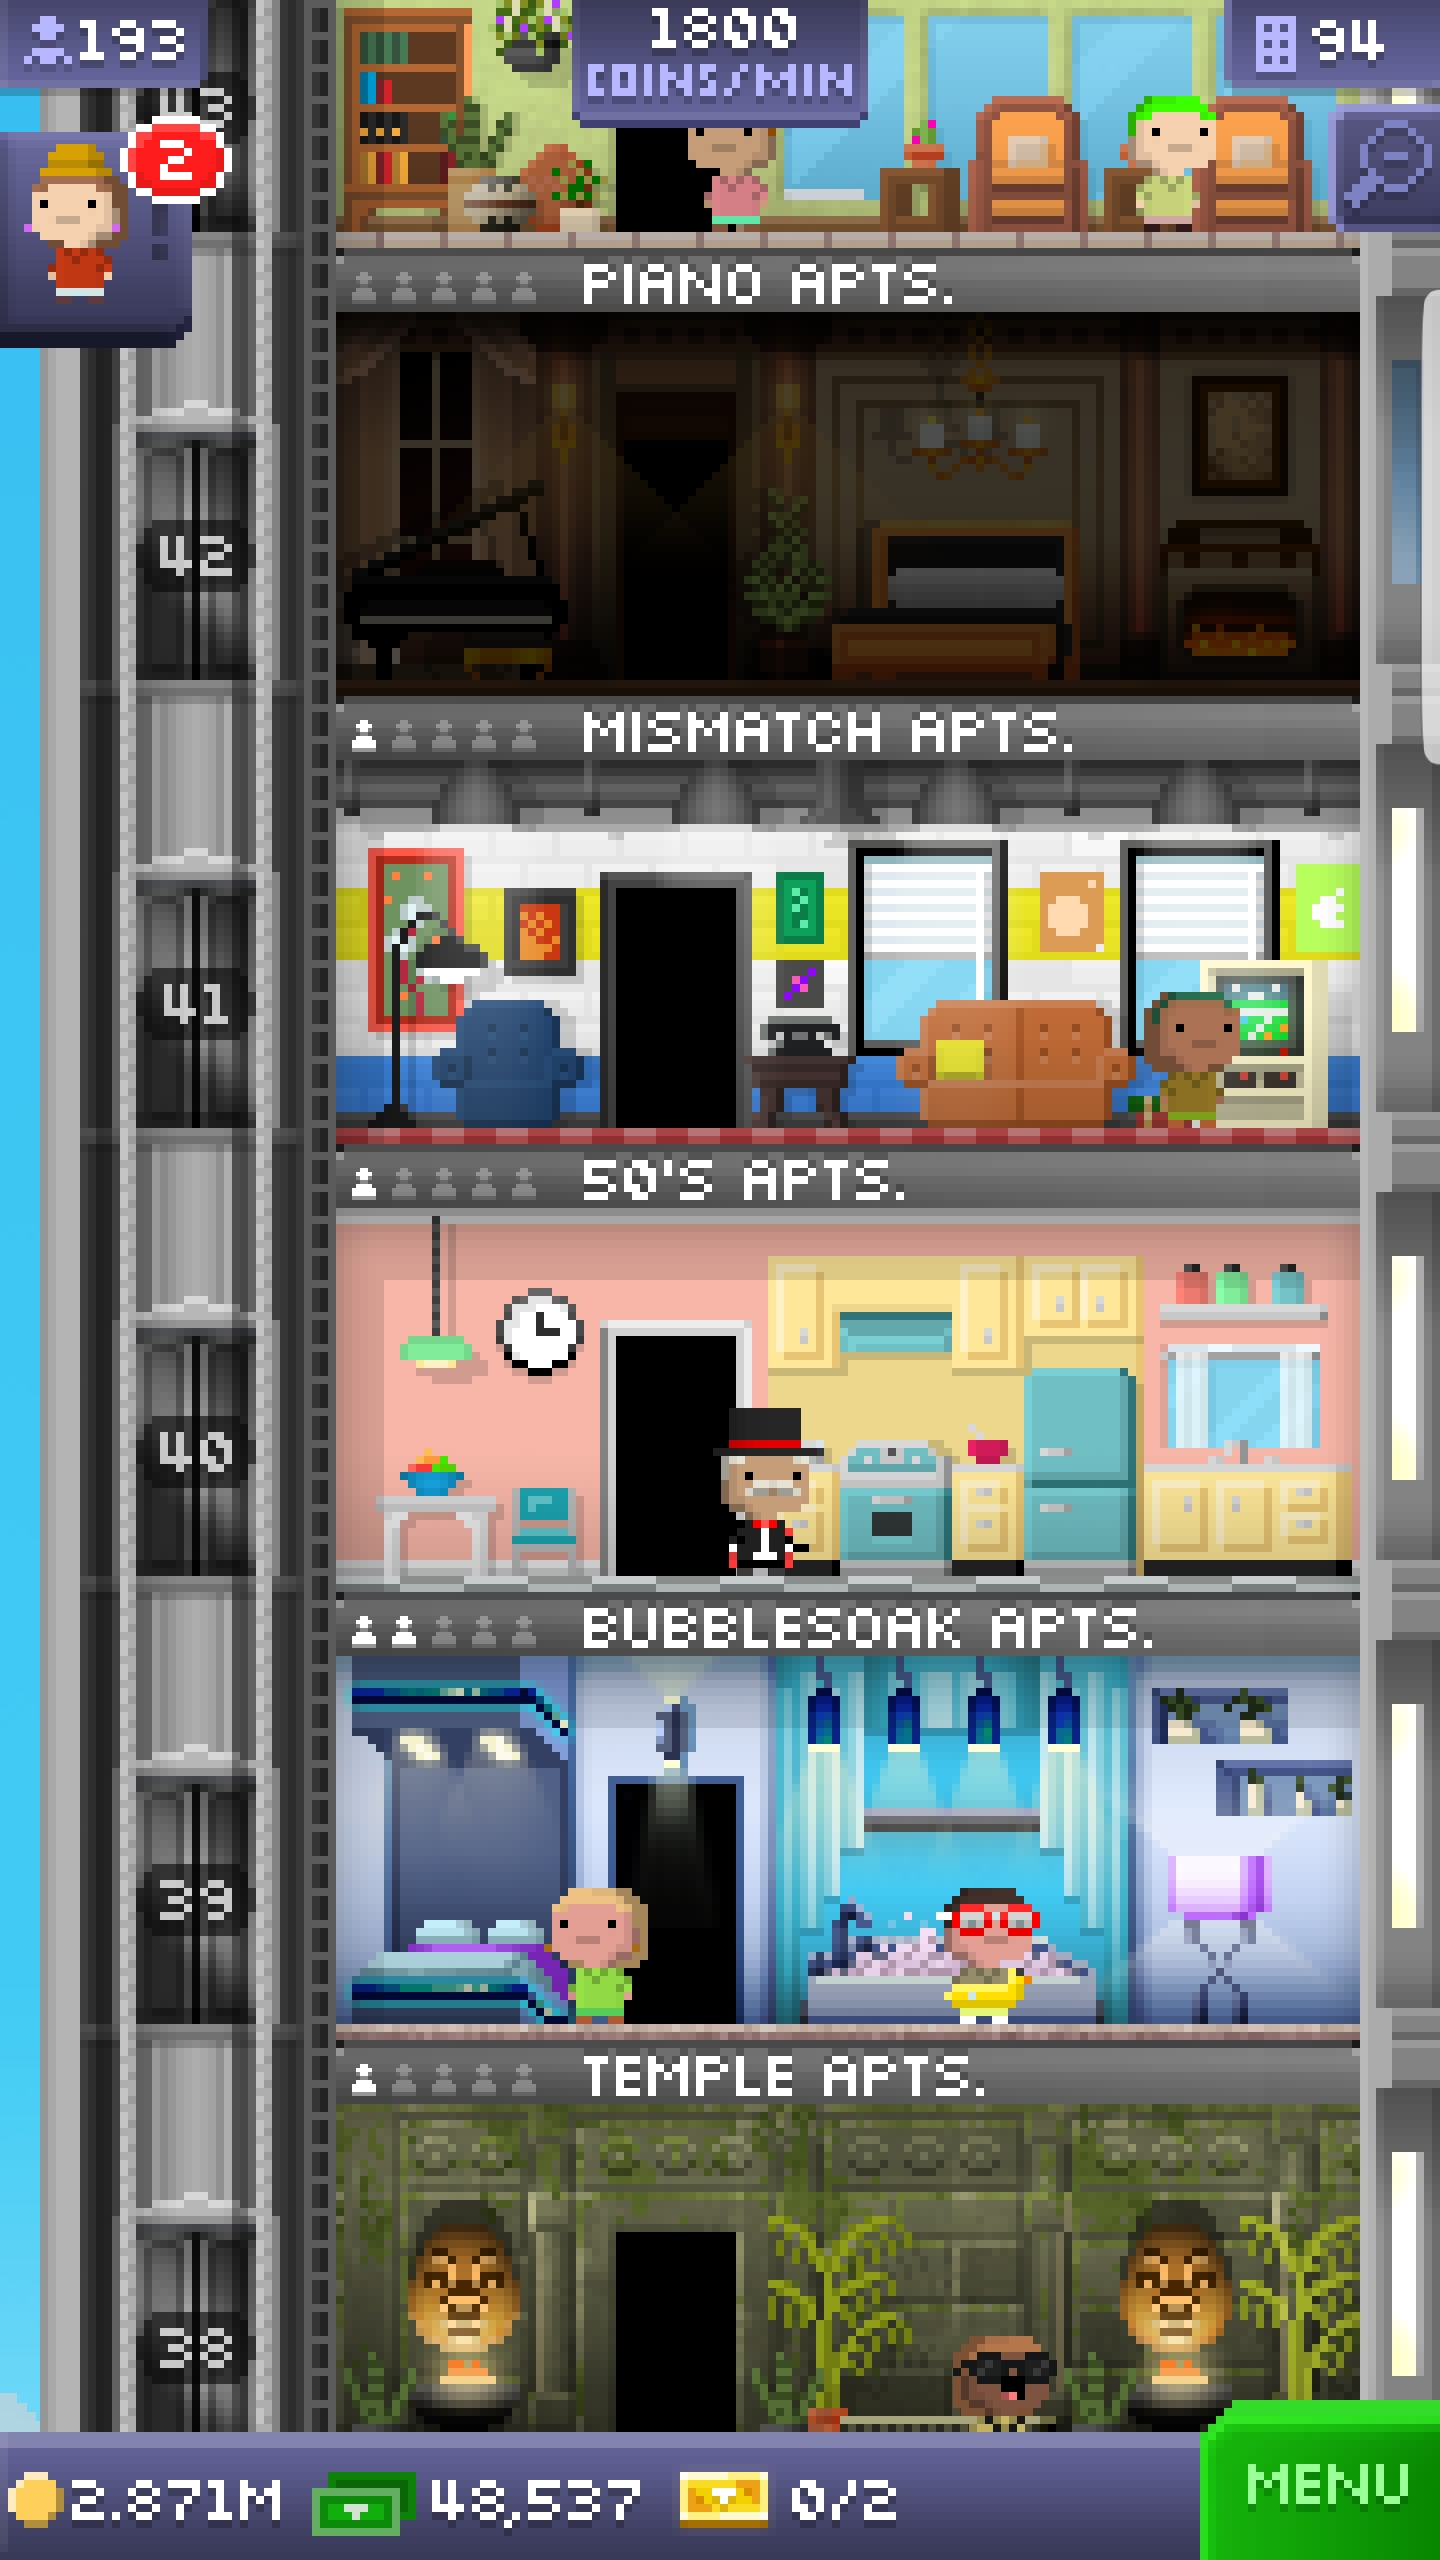 193
1800
COINS/MIN
94
43
2
PIANO APTS.
42
MISMATCH APTS.
41
50'S APTS.
40
BUBBLESOAK APTS.
39
TEMPLE APTS.
38
2.871M
48,537
0/2
MENU